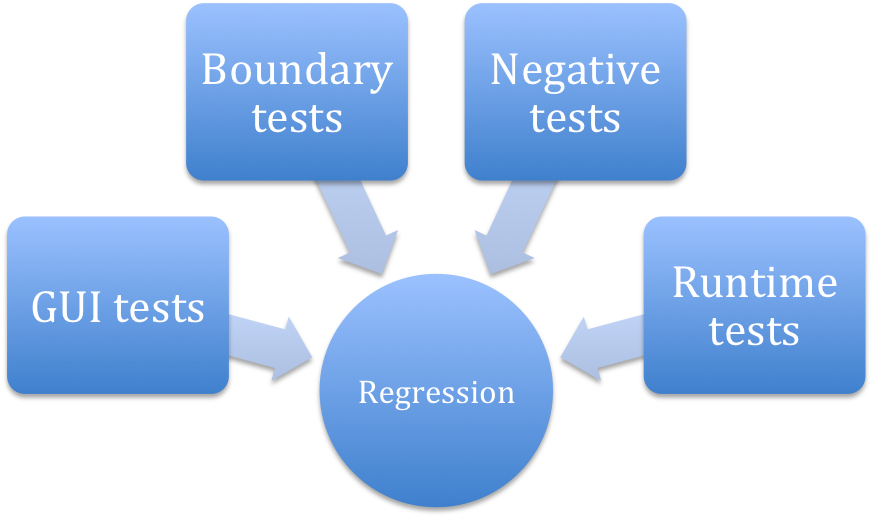 Boundary
tests
Negative
tests
GUI tests
Runtime
tests
Regression